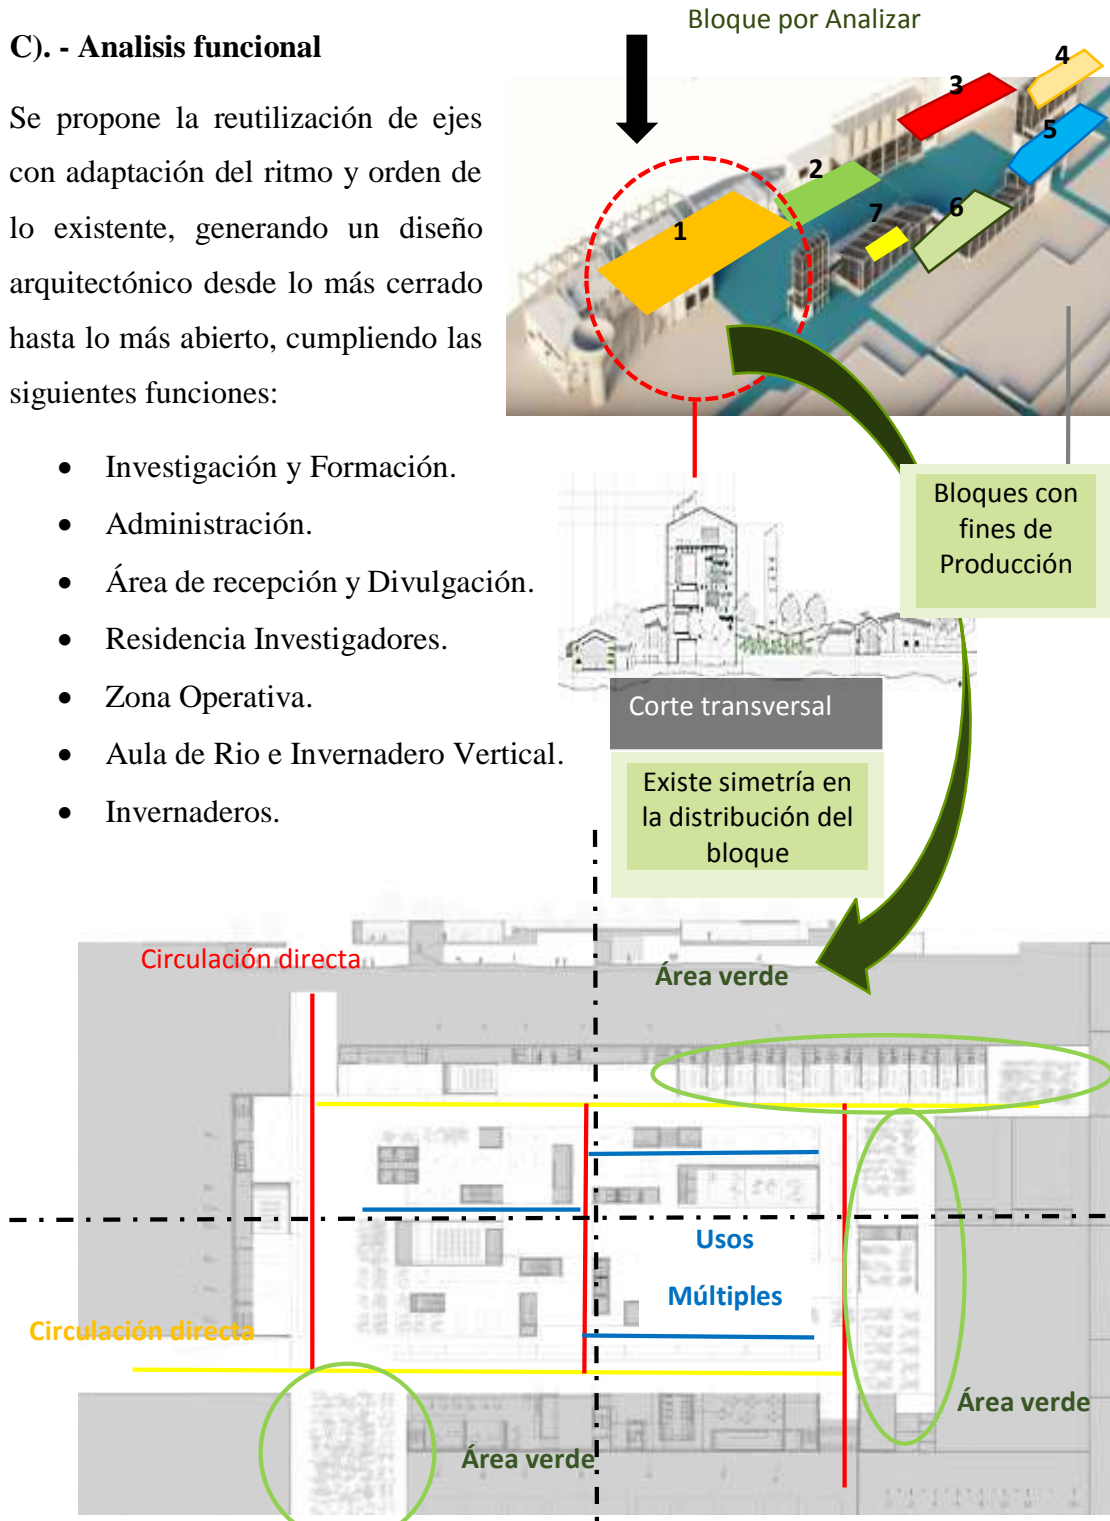 C). - Analisis funcional
Se propone la reutilización de ejes
con adaptación del ritmo y orden de
lo existente, generando un diseño
arquitectónico desde lo más cerrado
hasta lo más abierto, cumpliendo las
siguientes funciones:
• Investigación y Formación.
• Administración.
• Área de recepción y Divulgación.
• Residencia Investigadores.
• Zona Operativa.
• Aula de Rio e Invernadero Vertical.
• Invernaderos.
Bloque por Analizar
1
2
3
4
5
6
7
Bloques con
fines de
Producción
Corte transversal
Existe simetría en
la distribución del
bloque
Circulación directa
Área verde
Usos
Múltiples
Circulación directa
Área verde
Área verde